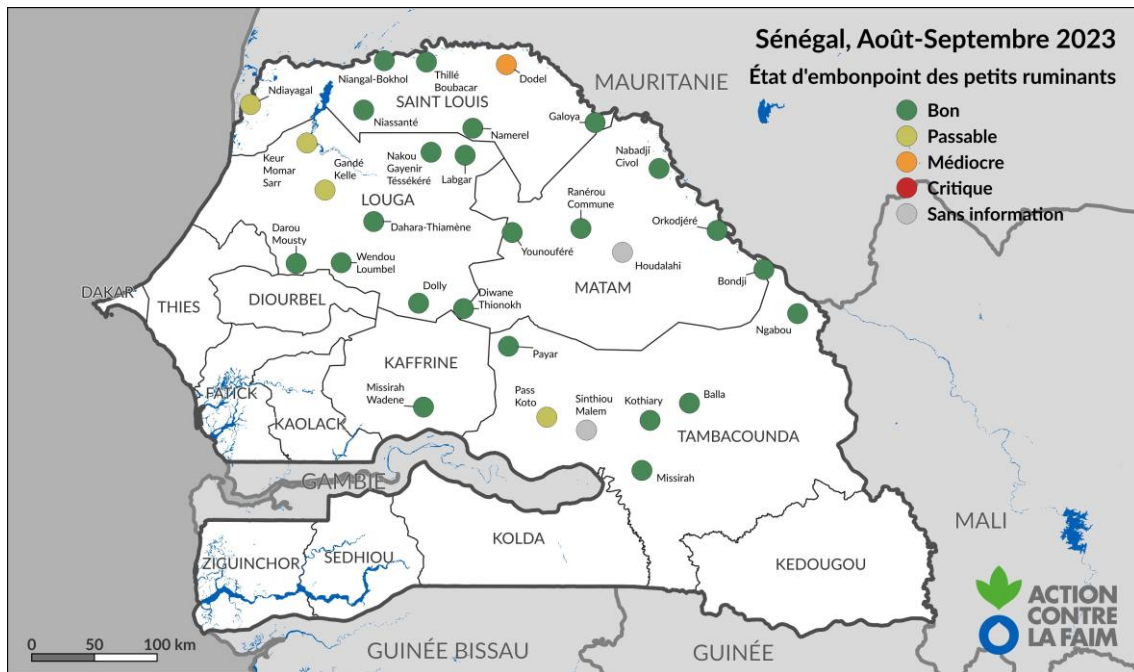 Sénégal, Août-Septembre 2023
État d'embonpoint des petits ruminants
Bon
Passable
Médiocre
Critique
Sans information
MAURITANIE
Niangal-Bokhol
Thillé
Boubacar
Dodel
Ndiayagal
SAINT LOUIS
Niassanté
Namerel
Galoya
Keur
Momar
Sarr
Gandé
Kelle
Nakou
Gayenir
Téssékéré
Labgar
Nabadji
Civol
LOUGA
Ranérou
Commune
Dahara-Thiamène
Younouféré
Orkodjéré
Darou
Mousty
Wendou
Loumbel
Houdalahi
Bondji
DAKAR
THIES
DIOURBEL
Dolly
Diwane
Thionokh
MATAM
Ngabou
KAFFRINE
Payar
FATICK
Missirah
Wadene
Pass
Koto
Sinthiou
Malem
Kothiary
Balla
KAOLACK
TAMBACOUNDA
Missirah
GAMBIE
MALI
ZIGUINCHOR
SEDHIOU
KOLDA
KEDOUGOU
GUINÉE BISSAU
GUINÉE
0 50 100 km
ACTION
CONTRE
LA FAIM